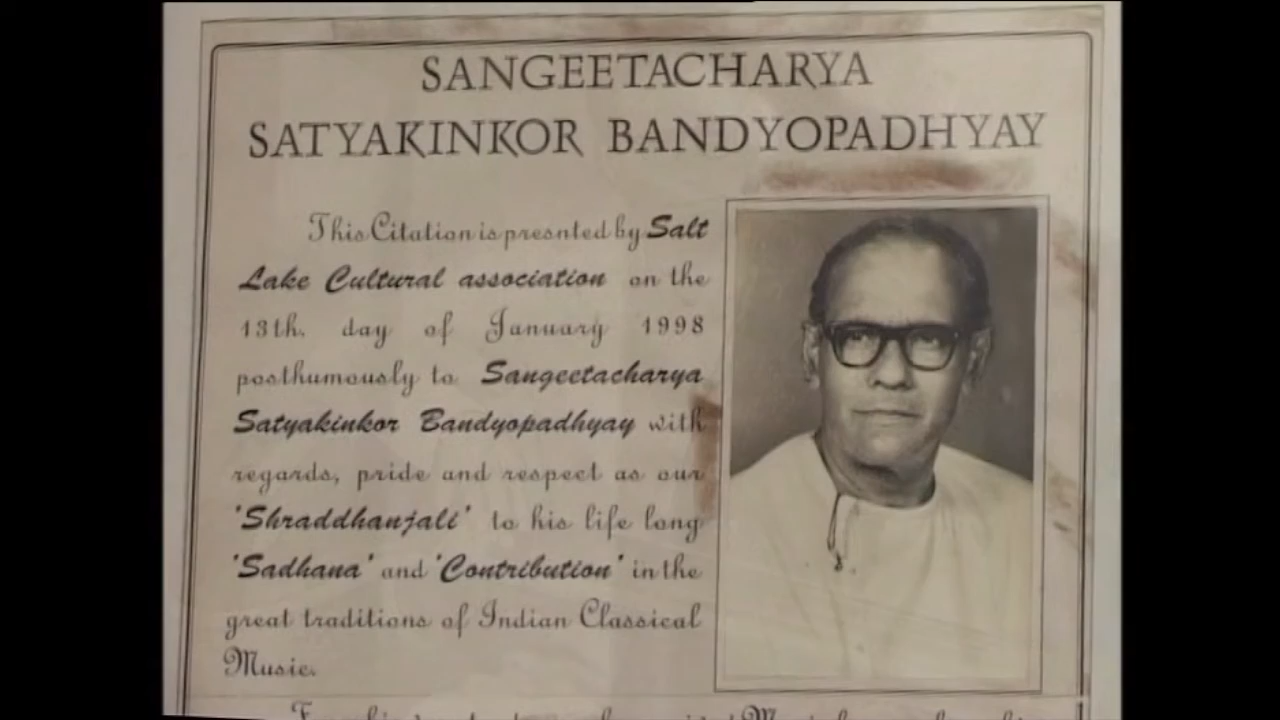 SANGEETACHARYA
SATYAKINKOR BANDYOPADHYAY
This Citation is presnted by Salt
Lake Cultural association on the
13th. day of January 1998
posthumously to Sangeetacharya
Satyakinkor Bandyopadhyay with
regards, pride and respect as our
'Shraddhanjali' to his life long
'Sadhana' and 'Contribution' in the
great traditions of Indian Classical
Music.